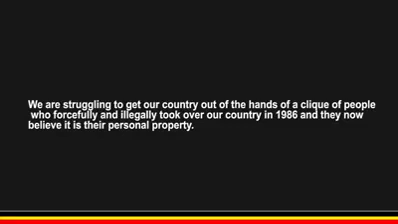 We are struggling to get our country out of the hands of a clique of people
who forcefully and illegally took over our country in 1986 and they now
believe it is their personal property.